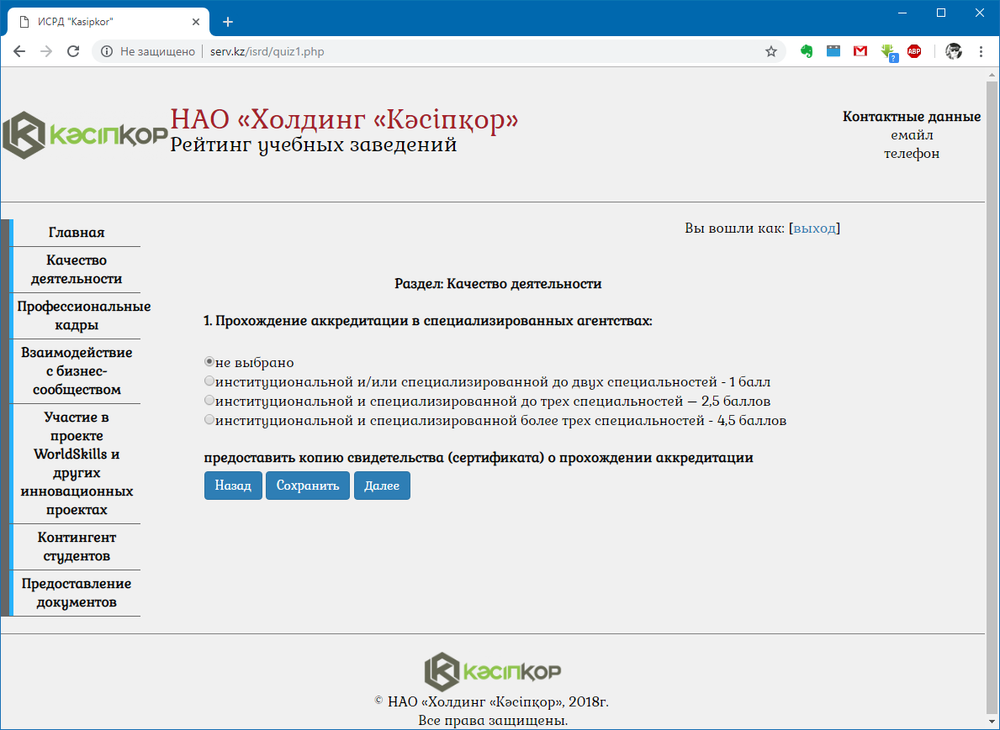 ИСРД "Kasipkor"
Не защищено | serv.kz/isrd/quiz1.php
ABP
?
кәсіпқор
НАО «Холдинг «Кәсіпқор»
Рейтинг учебных заведений
Контактные данные
емайл
телефон
Вы вошли как: [выход]
Главная
Качество
деятельности
Профессиональные
кадры
Взаимодействие
с бизнес-
сообществом
Участие в
проекте
WorldSkills и
других
инновационных
проектах
Контингент
студентов
Предоставление
документов
Раздел: Качество деятельности
1. Прохождение аккредитации в специализированных агентствах:
не выбрано
институциональной и/или специализированной до двух специальностей - 1 балл
институциональной и специализированной до трех специальностей – 2,5 баллов
институциональной и специализированной более трех специальностей - 4,5 баллов
предоставить копию свидетельства (сертификата) о прохождении аккредитации
Назад Сохранить Далее
кәсіпқор
© НАО «Холдинг «Кәсіпқор», 2018г.
Все права защищены.